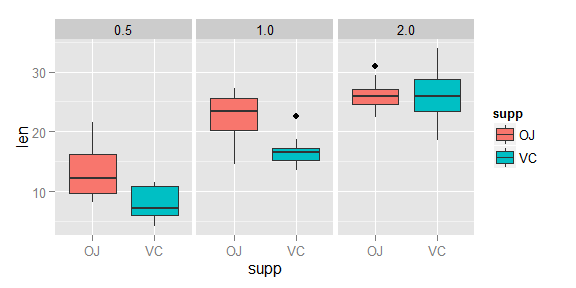 0.5 1.0 2.0
len
30
20
10
OJ VC OJ VC OJ VC
supp
supp
OJ
VC